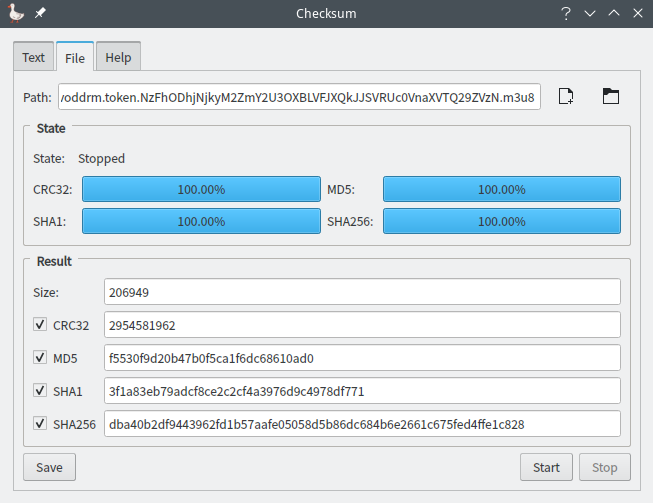 Checksum
Text File Help
Path: /oddrm.token.NzFhODhjNjkyM2ZmY2U3OXBLVFJXQkJJSVRUc0VnaXVTQ29ZVzN.m3u8
State
State: Stopped
CRC32: 100.00% MD5: 100.00%
SHA1: 100.00% SHA256: 100.00%
Result
Size: 206949
CRC32 2954581962
MD5 f5530f9d20b47b0f5ca1f6dc68610ad0
SHA1 3f1a83eb79adcf8ce2c2cf4a3976d9c4978df771
SHA256 dba40b2df9443962fd1b57aafe05058d5b86dc684b6e2661c675fed4ffe1c828
Save Start Stop